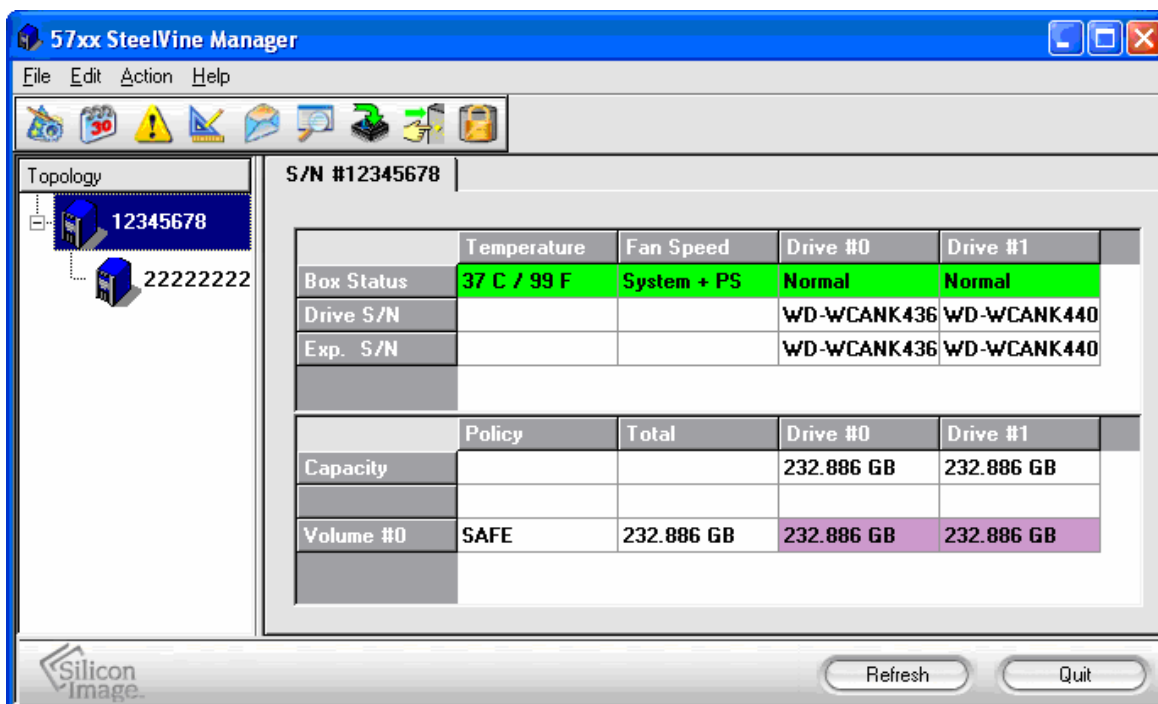 57xx SteelVine Manager
File Edit Action Help
30
Topology
12345678
22222222
S/N #12345678
Temperature Fan Speed Drive #0 Drive #1
Box Status 37 C / 99 F System + PS Normal Normal
Drive S/N WD-WCANK436 WD-WCANK440
Exp. S/N WD-WCANK436 WD-WCANK440
Policy Total Drive #0 Drive #1
Capacity 232.886 GB 232.886 GB
Volume #0 SAFE 232.886 GB 232.886 GB 232.886 GB
Silicon
Image.
Refresh Quit